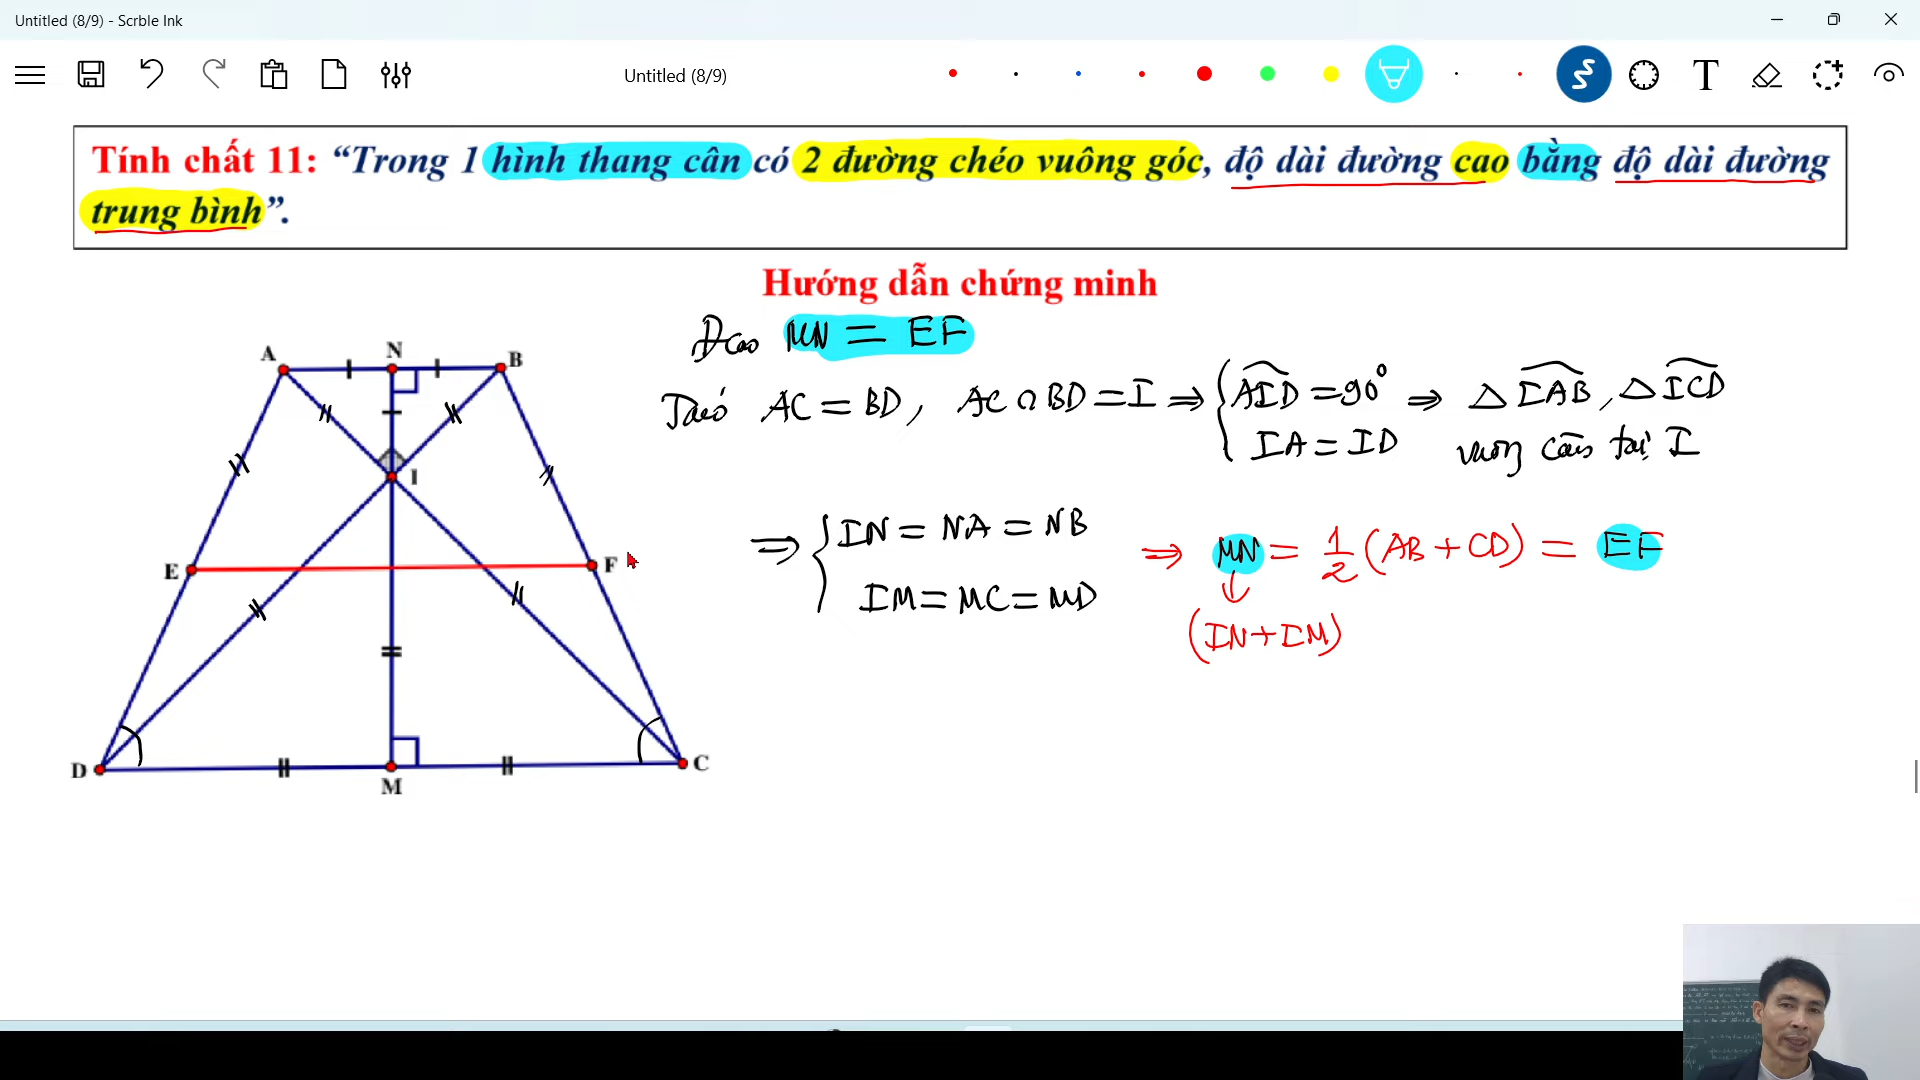 Untitled (8/9) - Scrble Ink
Untitled (8/9)
T
Tính chất 11: “Trong 1 hình thang cân có 2 đường chéo vuông góc, độ dài đường cao bằng độ dài đường
trung bình”.
Hướng dẫn chứng minh
MN = EF
AC = BD, AC ∩ BD = I ⇒ { AID = 90° ⇒ Δ IAB, Δ ICD
IA = ID vuông cân tại I
⇒ { IN = NA = NB ⇒ MN = 1/2 (AB + CD) = EF
IM = MC = MD
(IN + IM)
A N B
I
E F
D M C